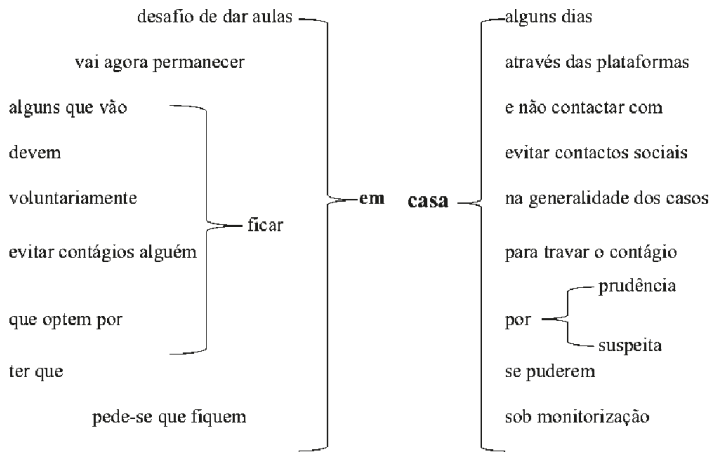 desafio de dar aulas
vai agora permanecer
alguns que vão
devem
voluntariamente
evitar contágios alguém
que optem por
ter que
ficar
pede-se que fiquem
em casa
alguns dias
através das plataformas
e não contactar com
evitar contactos sociais
na generalidade dos casos
para travar o contágio
por
prudência
suspeita
se puderem
sob monitorização